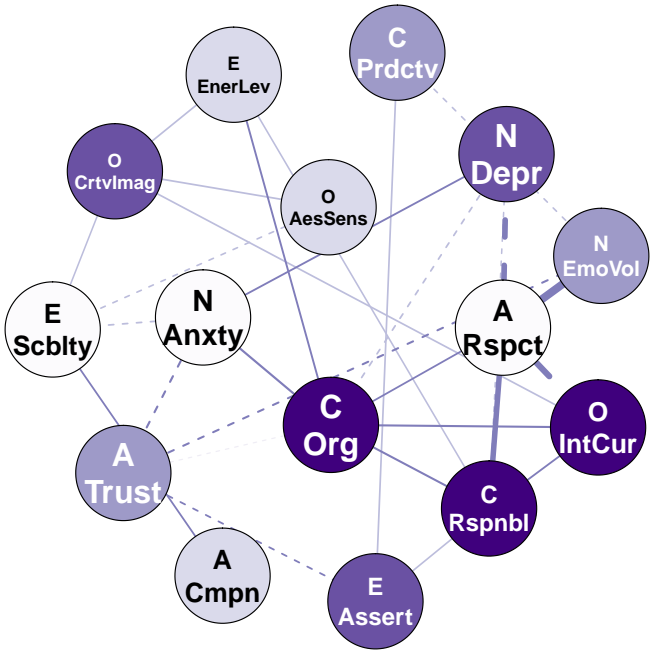 C
Prdctv
E
EnerLev
N
Depr
O
CrtvImag
O
AesSens
N
EmoVol
E
Scblty
N
Anxty
A
Rspct
C
Org
O
IntCur
A
Trust
C
Rspnbl
A
Cmpn
E
Assert